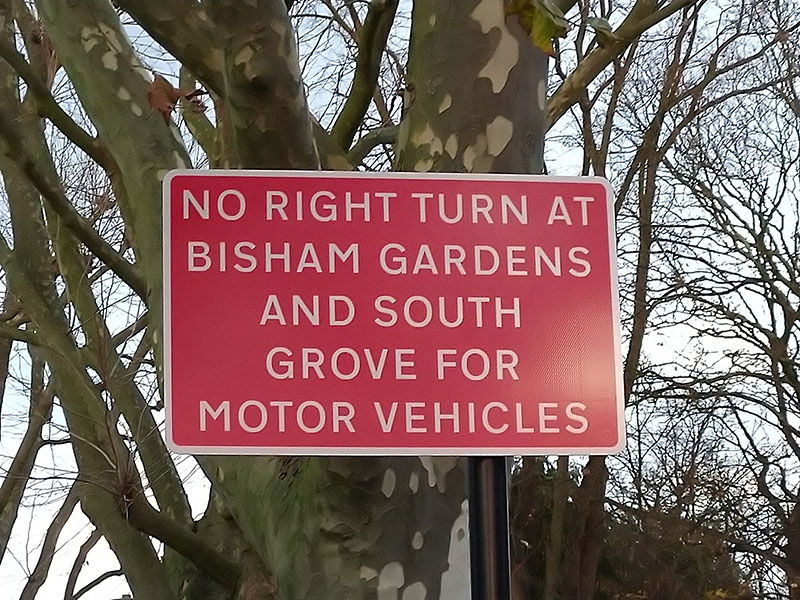 NO RIGHT TURN AT
BISHAM GARDENS
AND SOUTH
GROVE FOR
MOTOR VEHICLES